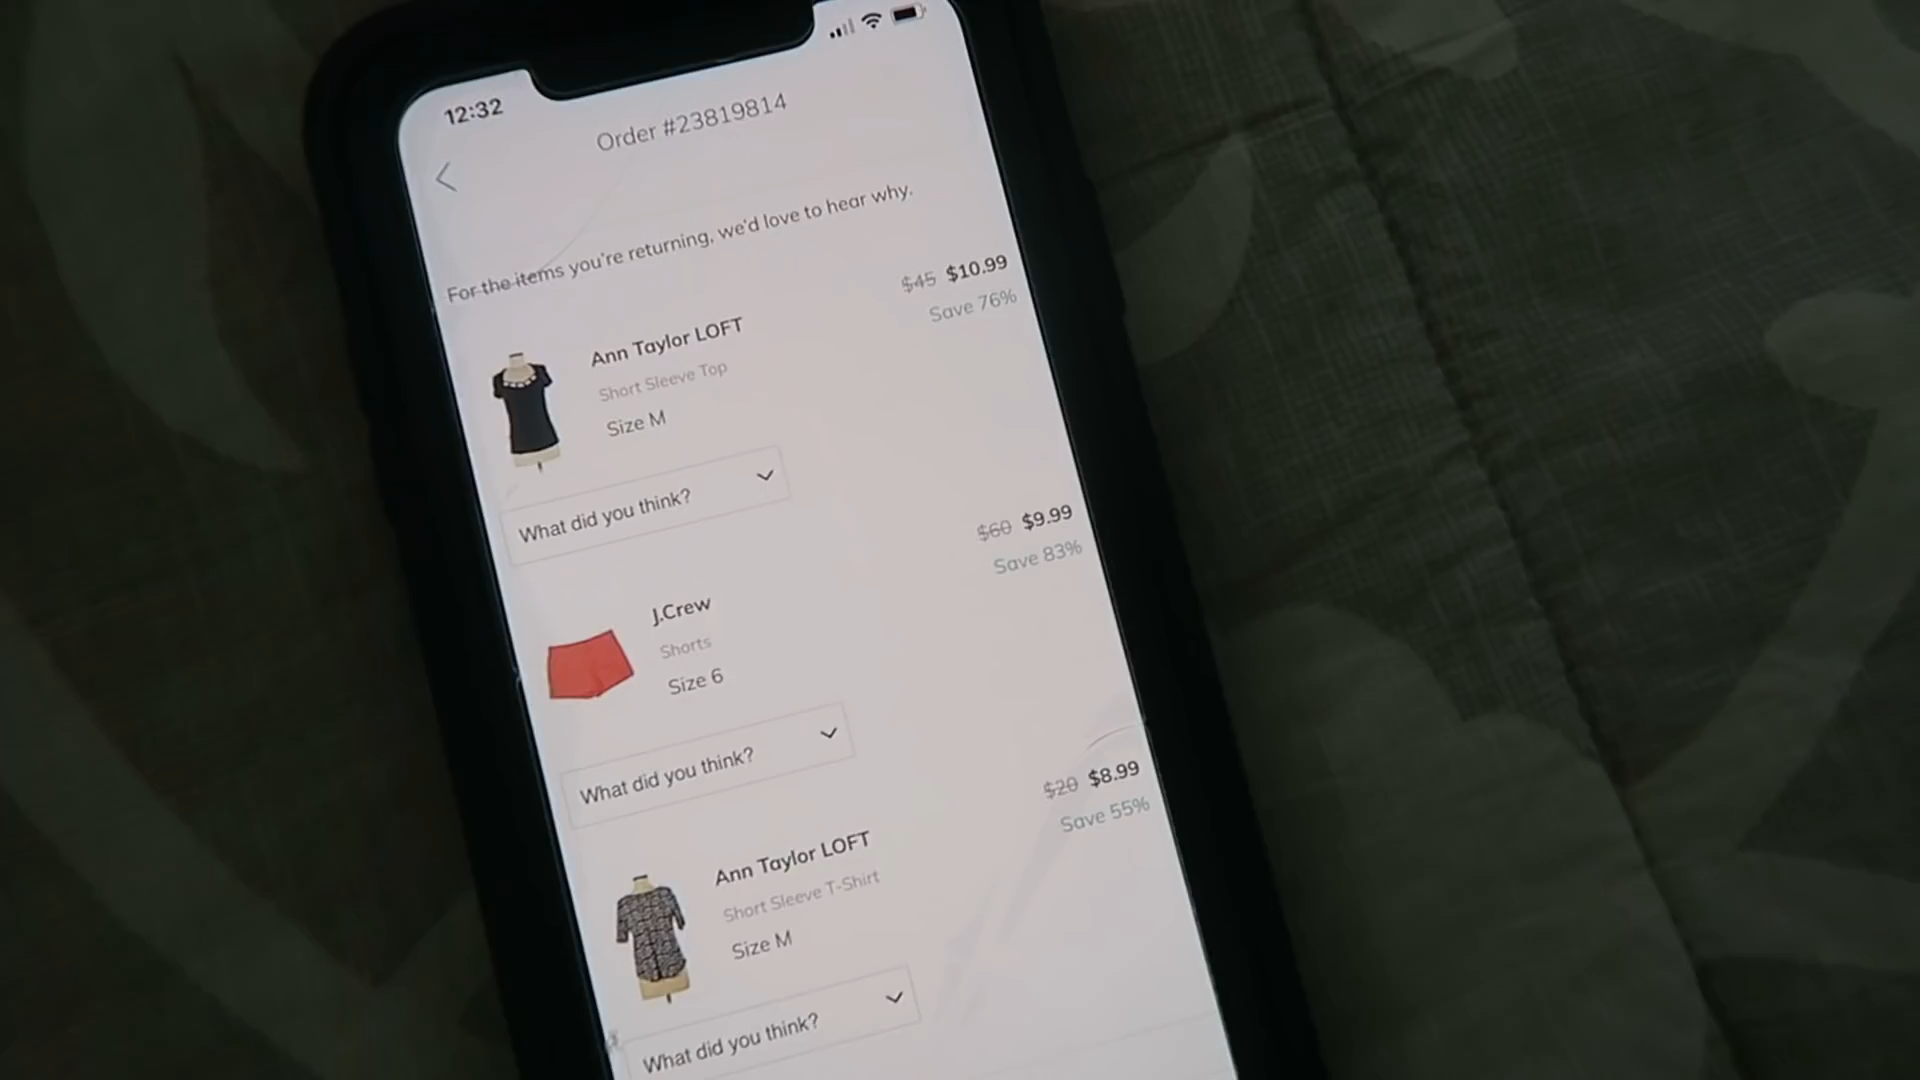 12:32
Order #23819814
For the items you're returning, we'd love to hear why.
$45 $10.99
Save 76%
Ann Taylor LOFT
Short Sleeve Top
Size M
What did you think?
$60 $9.99
Save 83%
J.Crew
Shorts
Size 6
What did you think?
$20 $8.99
Save 55%
Ann Taylor LOFT
Short Sleeve T-Shirt
Size M
What did you think?